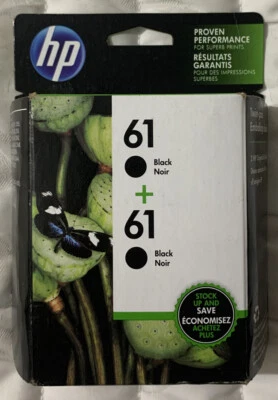 hp
PROVEN
PERFORMANCE
FOR SUPERB PRINTS.
RÉSULTATS
GARANTIS
POUR DES IMPRESSIONS
SUPERBES
61
Black
Noir
+
61
Black
Noir
STOCK
UP AND
SAVE
ÉCONOMISEZ
ACHETEZ
PLUS